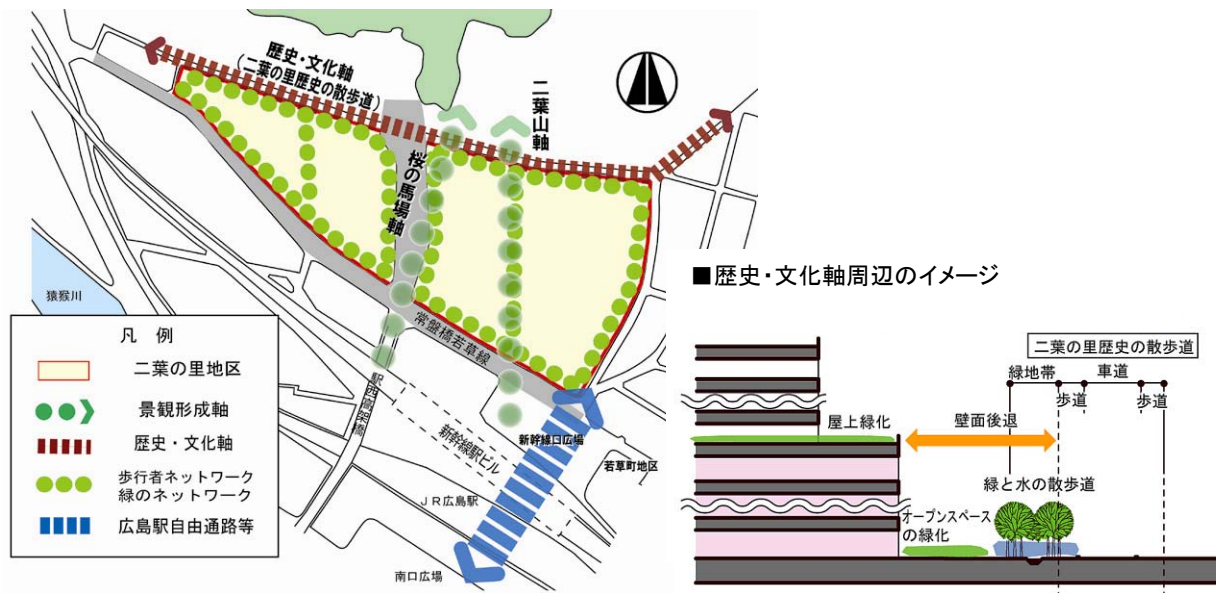 歴史・文化軸
(二葉の里歴史の散歩道)
二葉山軸
桜の馬場軸
猿猴川
常盤橋若草線
駅西高架橋
新幹線駅ビル
新幹線口広場
若草町地区
JR広島駅
南口広場
凡 例
二葉の里地区
景観形成軸
歴史・文化軸
歩行者ネットワーク
緑のネットワーク
広島駅自由通路等
■歴史・文化軸周辺のイメージ
二葉の里歴史の散歩道
緑地帯
車道
歩道
歩道
屋上緑化
壁面後退
緑と水の散歩道
オープンスペース
の緑化